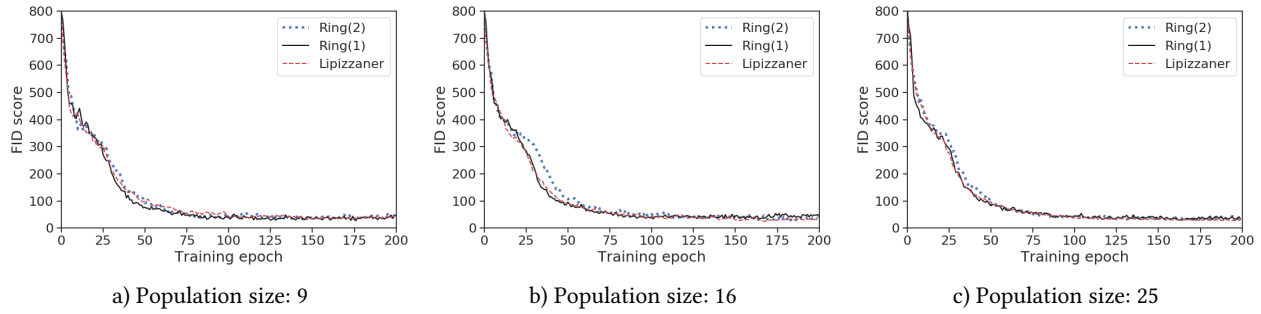 800
700
600
500
400
300
200
100
0
FID score
0 25 50 75 100 125 150 175 200
Training epoch
Ring(2)
Ring(1)
Lipizzaner
a) Population size: 9
800
700
600
500
400
300
200
100
0
FID score
0 25 50 75 100 125 150 175 200
Training epoch
Ring(2)
Ring(1)
Lipizzaner
b) Population size: 16
800
700
600
500
400
300
200
100
0
FID score
0 25 50 75 100 125 150 175 200
Training epoch
Ring(2)
Ring(1)
Lipizzaner
c) Population size: 25